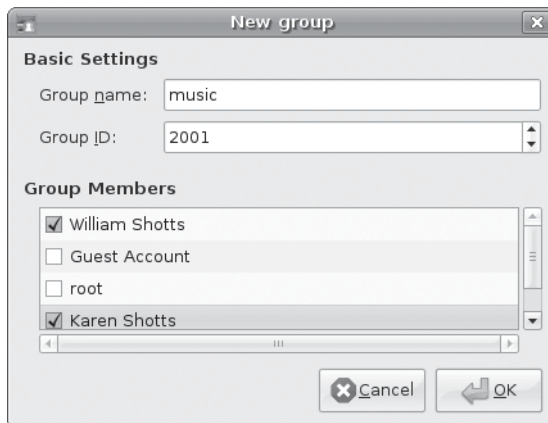 New group
Basic Settings
Group name: music
Group ID: 2001
Group Members
William Shotts
Guest Account
root
Karen Shotts
Cancel OK